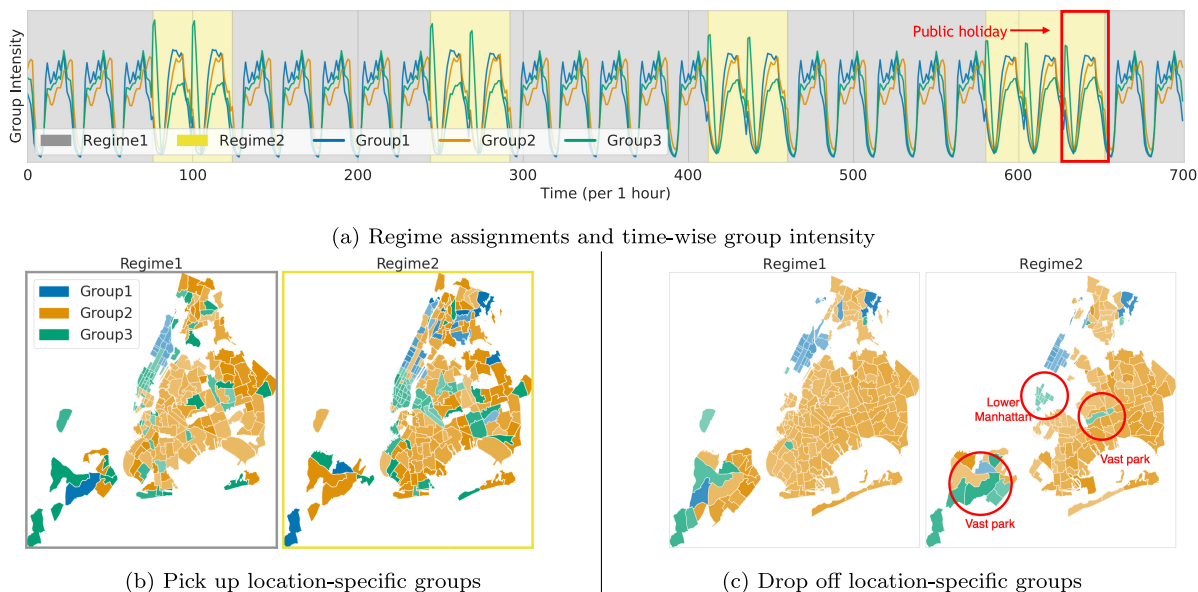 Group Intensity
Public holiday
Regime1 Regime2 Group1 Group2 Group3
0 100 200 300 400 500 600 700
Time (per 1 hour)
(a) Regime assignments and time-wise group intensity
Regime1 Regime2
Group1
Group2
Group3
(b) Pick up location-specific groups
Regime1 Regime2
Lower
Manhattan
Vast park
Vast park
(c) Drop off location-specific groups